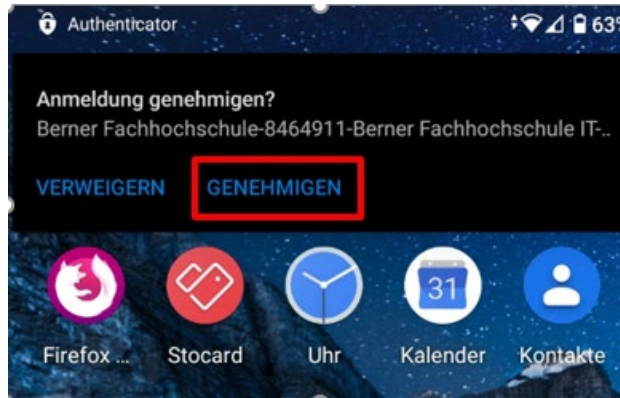 Authenticator
63%
Anmeldung genehmigen?
Berner Fachhochschule-8464911-Berner Fachhochschule IT-..
VERWEIGERN GENEHMIGEN
31
Firefox ... Stocard Uhr Kalender Kontakte